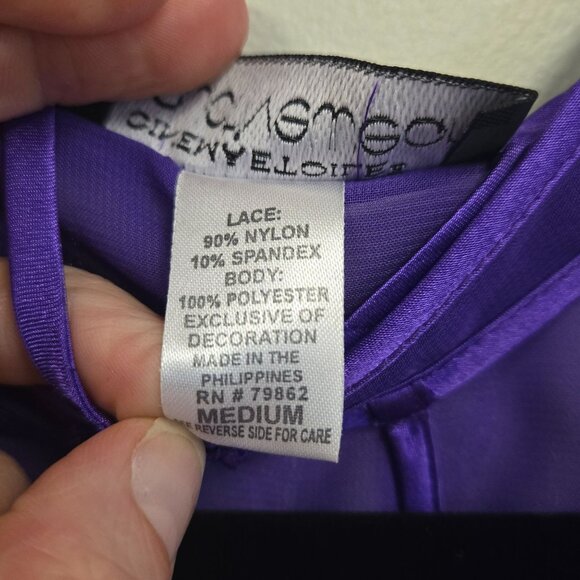 LACE:
90% NYLON
10% SPANDEX
BODY:
100% POLYESTER
EXCLUSIVE OF
DECORATION
MADE IN THE
PHILIPPINES
RN # 79862
MEDIUM
REVERSE SIDE FOR CARE